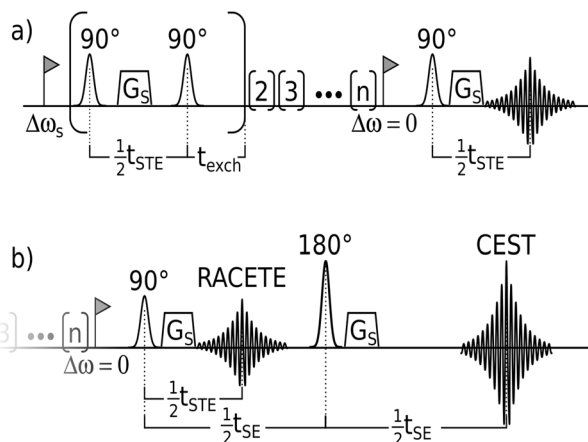 a)
90° 90° 90°
G_S G_S
[2] [3] ••• [n]
Δω_s Δω = 0
½t_STE t_exch ½t_STE
b)
180° CEST
90° RACETE
3] ••• [n] G_S G_S
Δω = 0
½t_STE
½t_SE ½t_SE